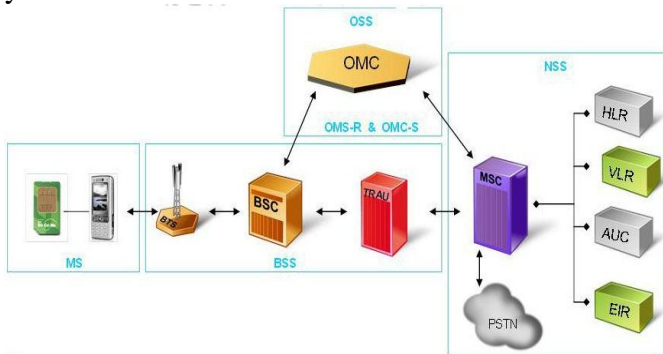 OSS
OMC
OMS-R & OMC-S
NSS
HLR
VLR
AUC
EIR
MSC
PSTN
BTS
BSC
TRAU
MS
BSS